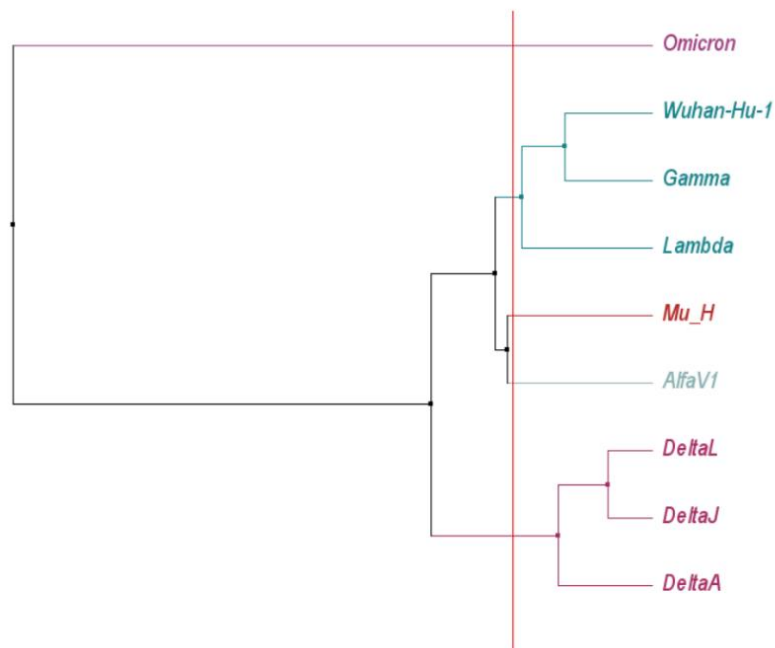 Omicron
Wuhan-Hu-1
Gamma
Lambda
Mu_H
AlfaV1
DeltaL
DeltaJ
DeltaA